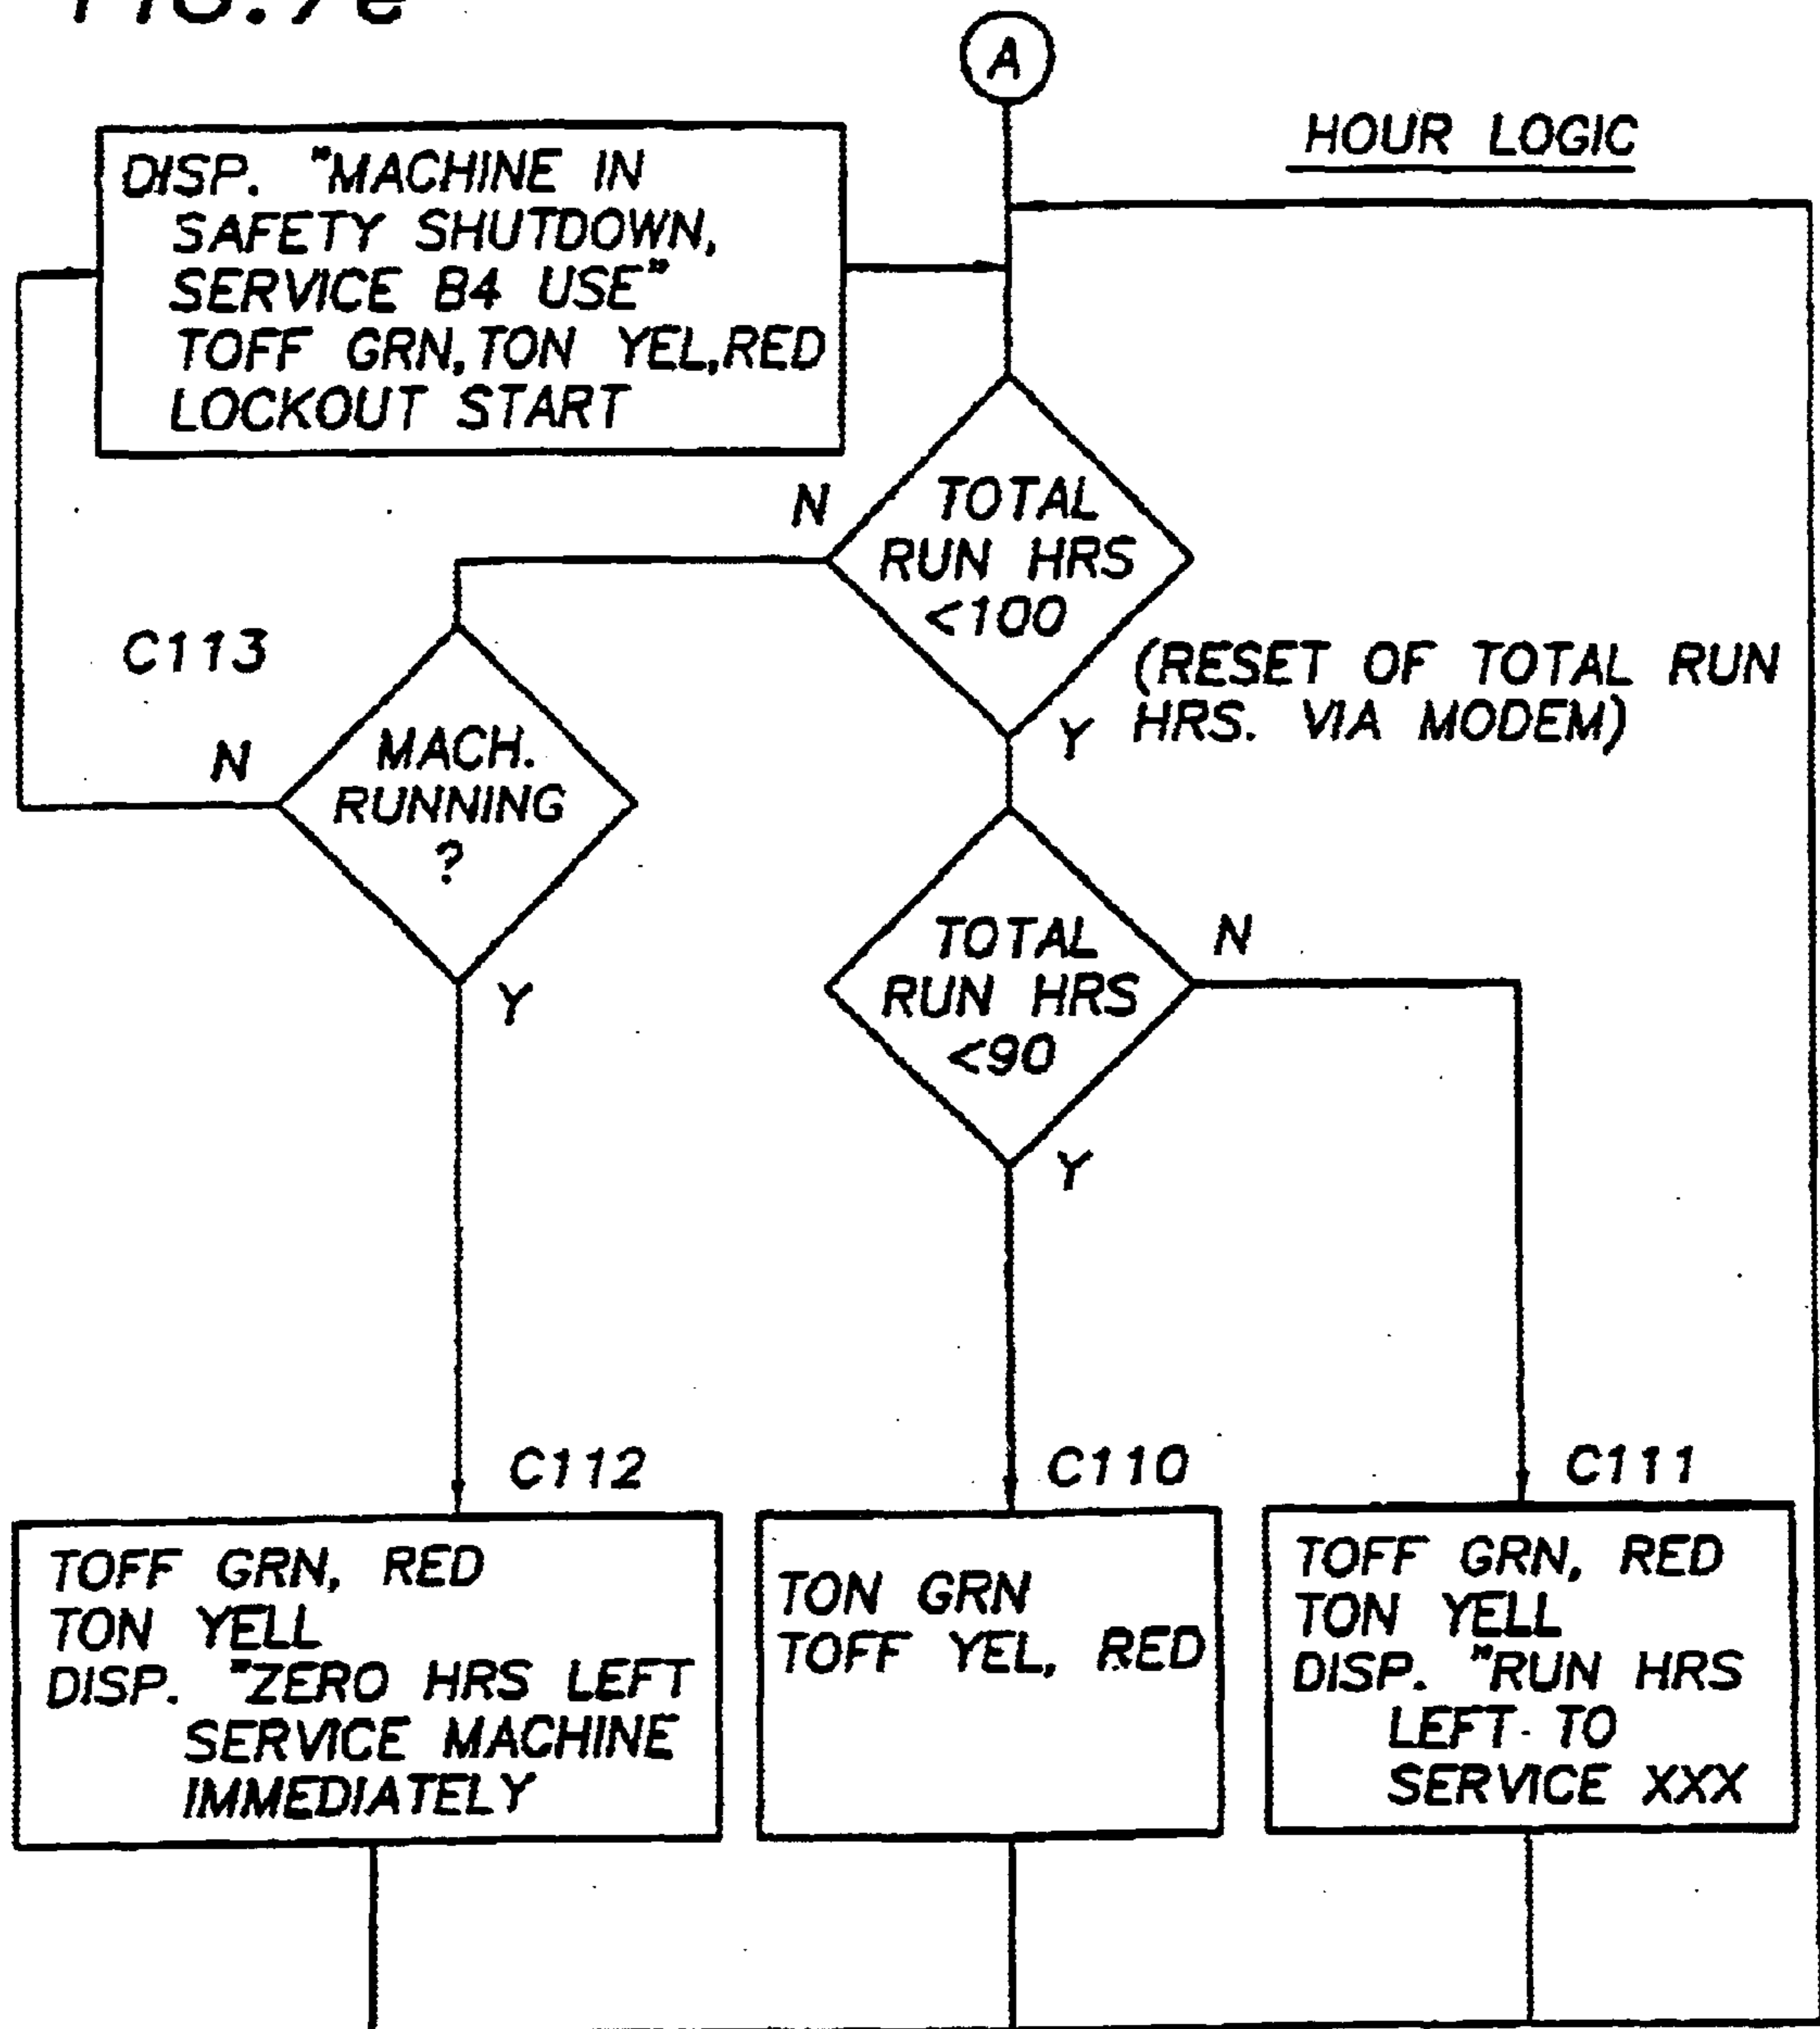 A
HOUR LOGIC
DISP. "MACHINE IN
SAFETY SHUTDOWN,
SERVICE B4 USE"
TOFF GRN, TON YEL, RED
LOCKOUT START
N
TOTAL
RUN HRS
<100
(RESET OF TOTAL RUN
HRS. VIA MODEM)
Y
C113
N
MACH.
RUNNING
?
Y
TOTAL
RUN HRS
<90
N
Y
C112
TOFF GRN, RED
TON YELL
DISP. "ZERO HRS LEFT
SERVICE MACHINE
IMMEDIATELY
C110
TON GRN
TOFF YEL, RED
C111
TOFF GRN, RED
TON YELL
DISP. "RUN HRS
LEFT TO
SERVICE XXX